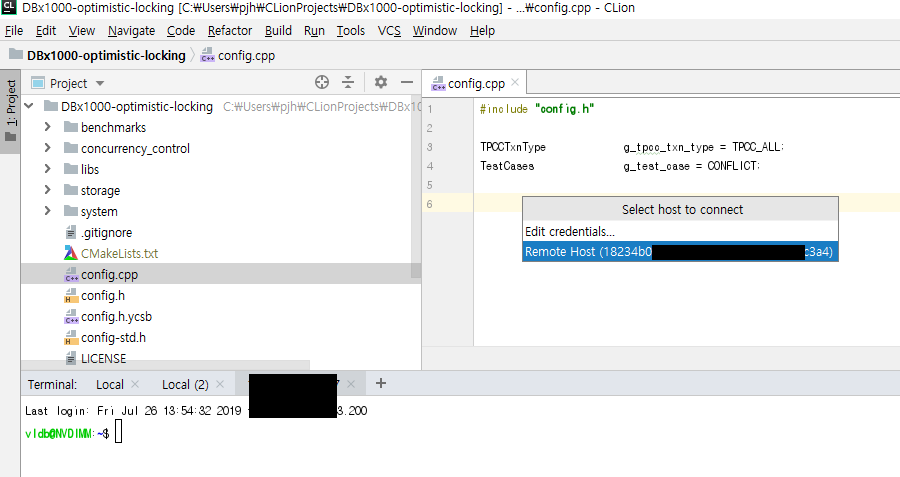 CL DBx1000-optimistic-locking [C:₩Users₩pjh₩CLionProjects₩DBx1000-optimistic-locking] - ...₩config.cpp - CLion
File Edit View Navigate Code Refactor Build Run Tools VCS Window Help
DBx1000-optimistic-locking config.cpp
1: Project
Project
config.cpp
DBx1000-optimistic-locking C:₩Users₩pjh₩CLionProjects₩DBx10
benchmarks
concurrency_control
libs
storage
system
.gitignore
CMakeLists.txt
config.cpp
config.h
config.h.ycsb
config-std.h
LICENSE
1 #include "config.h"
2
3 TPCCTxnType g_tpcc_txn_type = TPCC_ALL;
4 TestCases g_test_case = CONFLICT;
5
6
Select host to connect
Edit credentials...
Remote Host (18234b0 c3a4)
Terminal: Local Local (2)
Last login: Fri Jul 26 13:54:32 2019 3.200
vldb@NVDIMM:~$